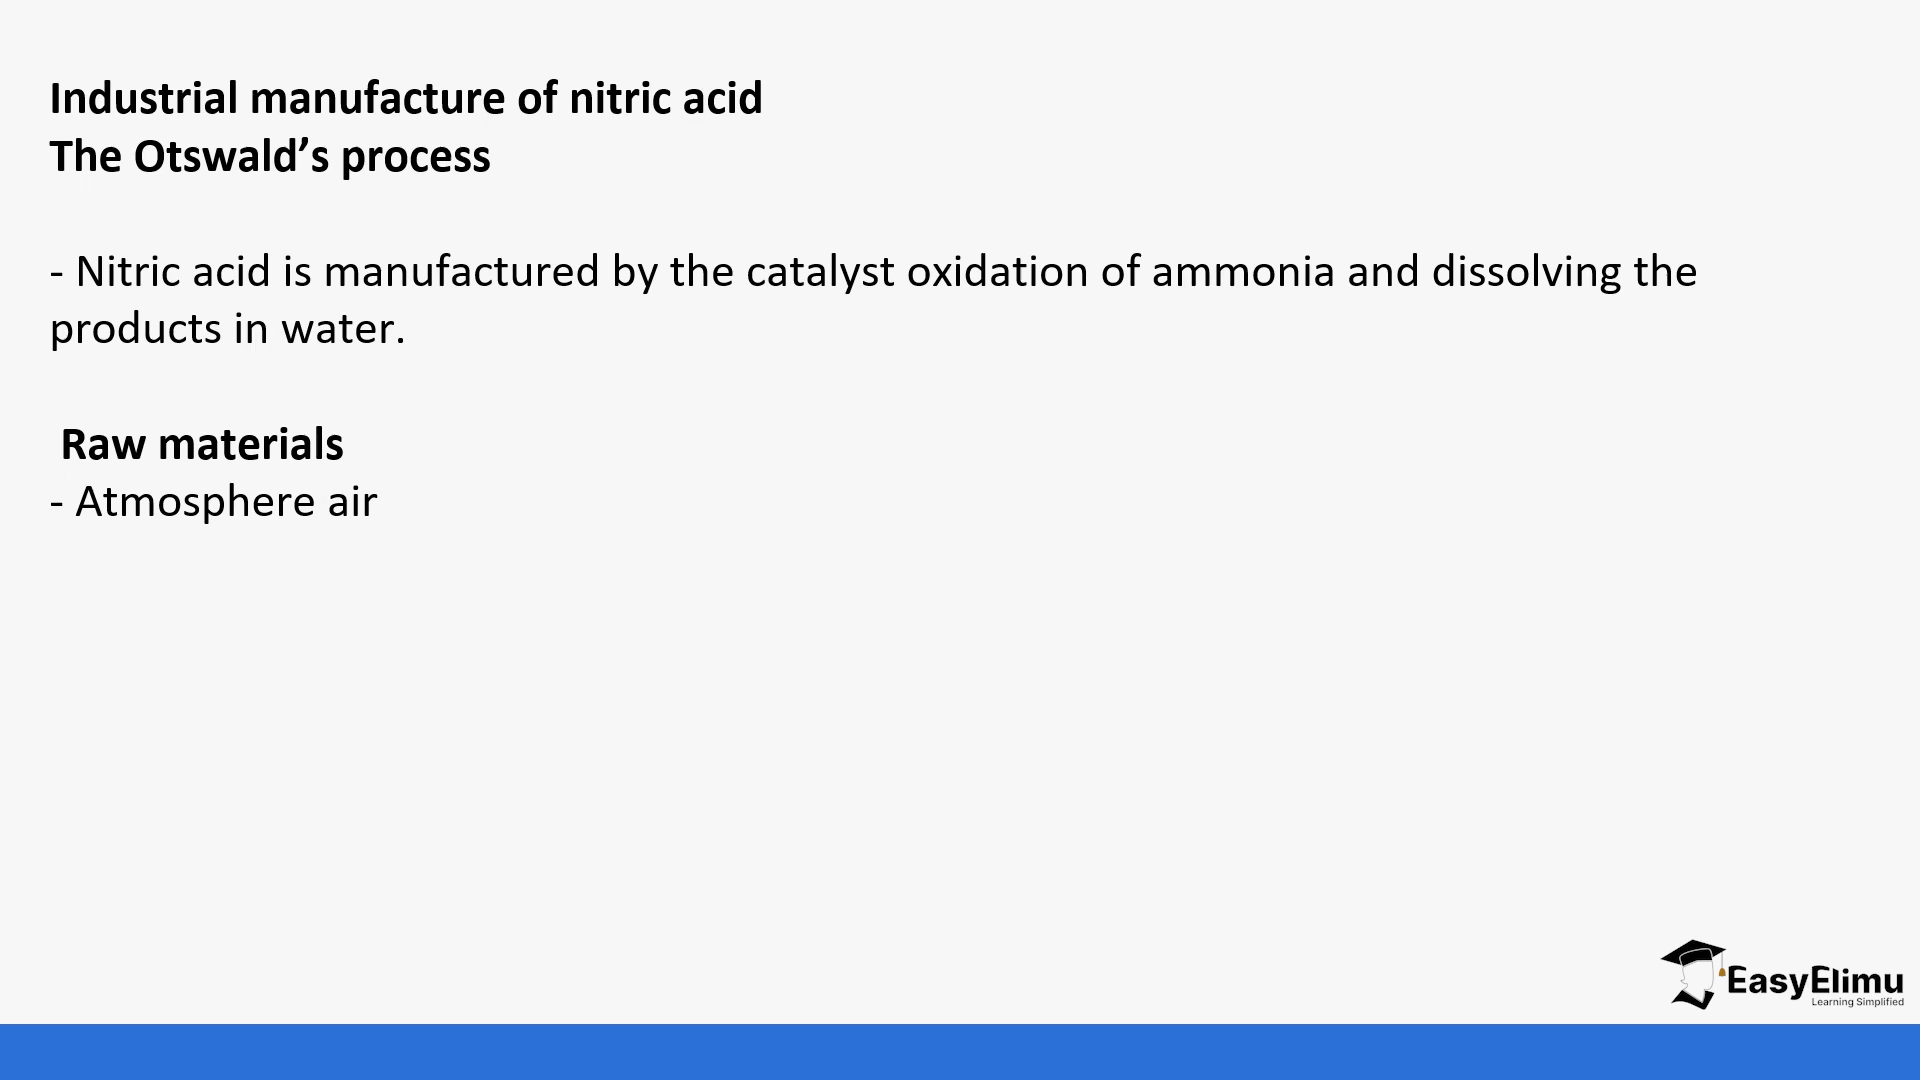 Industrial manufacture of nitric acid
The Otswald’s process
- Nitric acid is manufactured by the catalyst oxidation of ammonia and dissolving the
products in water.
Raw materials
- Atmosphere air
EasyElimu
Learning Simplified